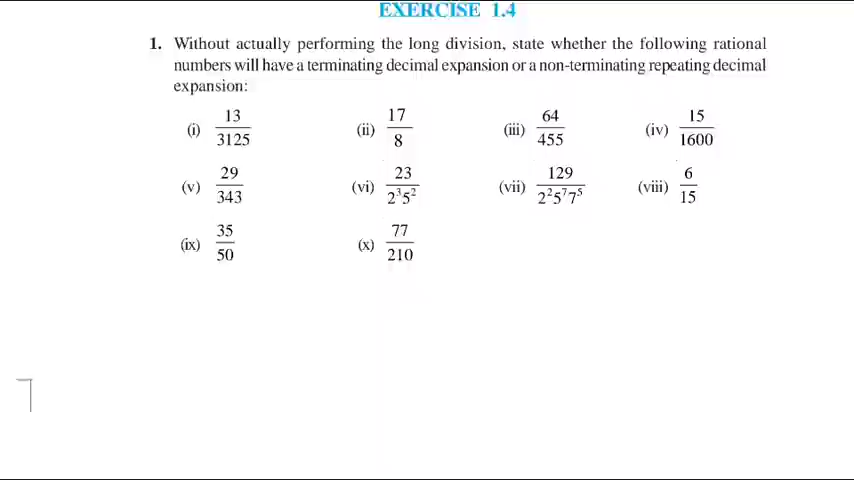 EXERCISE 1.4
1. Without actually performing the long division, state whether the following rational
numbers will have a terminating decimal expansion or a non-terminating repeating decimal
expansion:
(i) 13/3125 (ii) 17/8 (iii) 64/455 (iv) 15/1600
(v) 29/343 (vi) 23/2³5² (vii) 129/2²5⁷7⁵ (viii) 6/15
(ix) 35/50 (x) 77/210